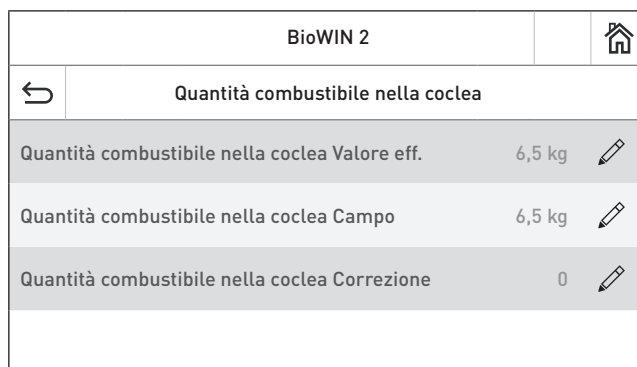 BioWIN 2
Quantità combustibile nella coclea
Quantità combustibile nella coclea Valore eff. 6,5 kg
Quantità combustibile nella coclea Campo 6,5 kg
Quantità combustibile nella coclea Correzione 0